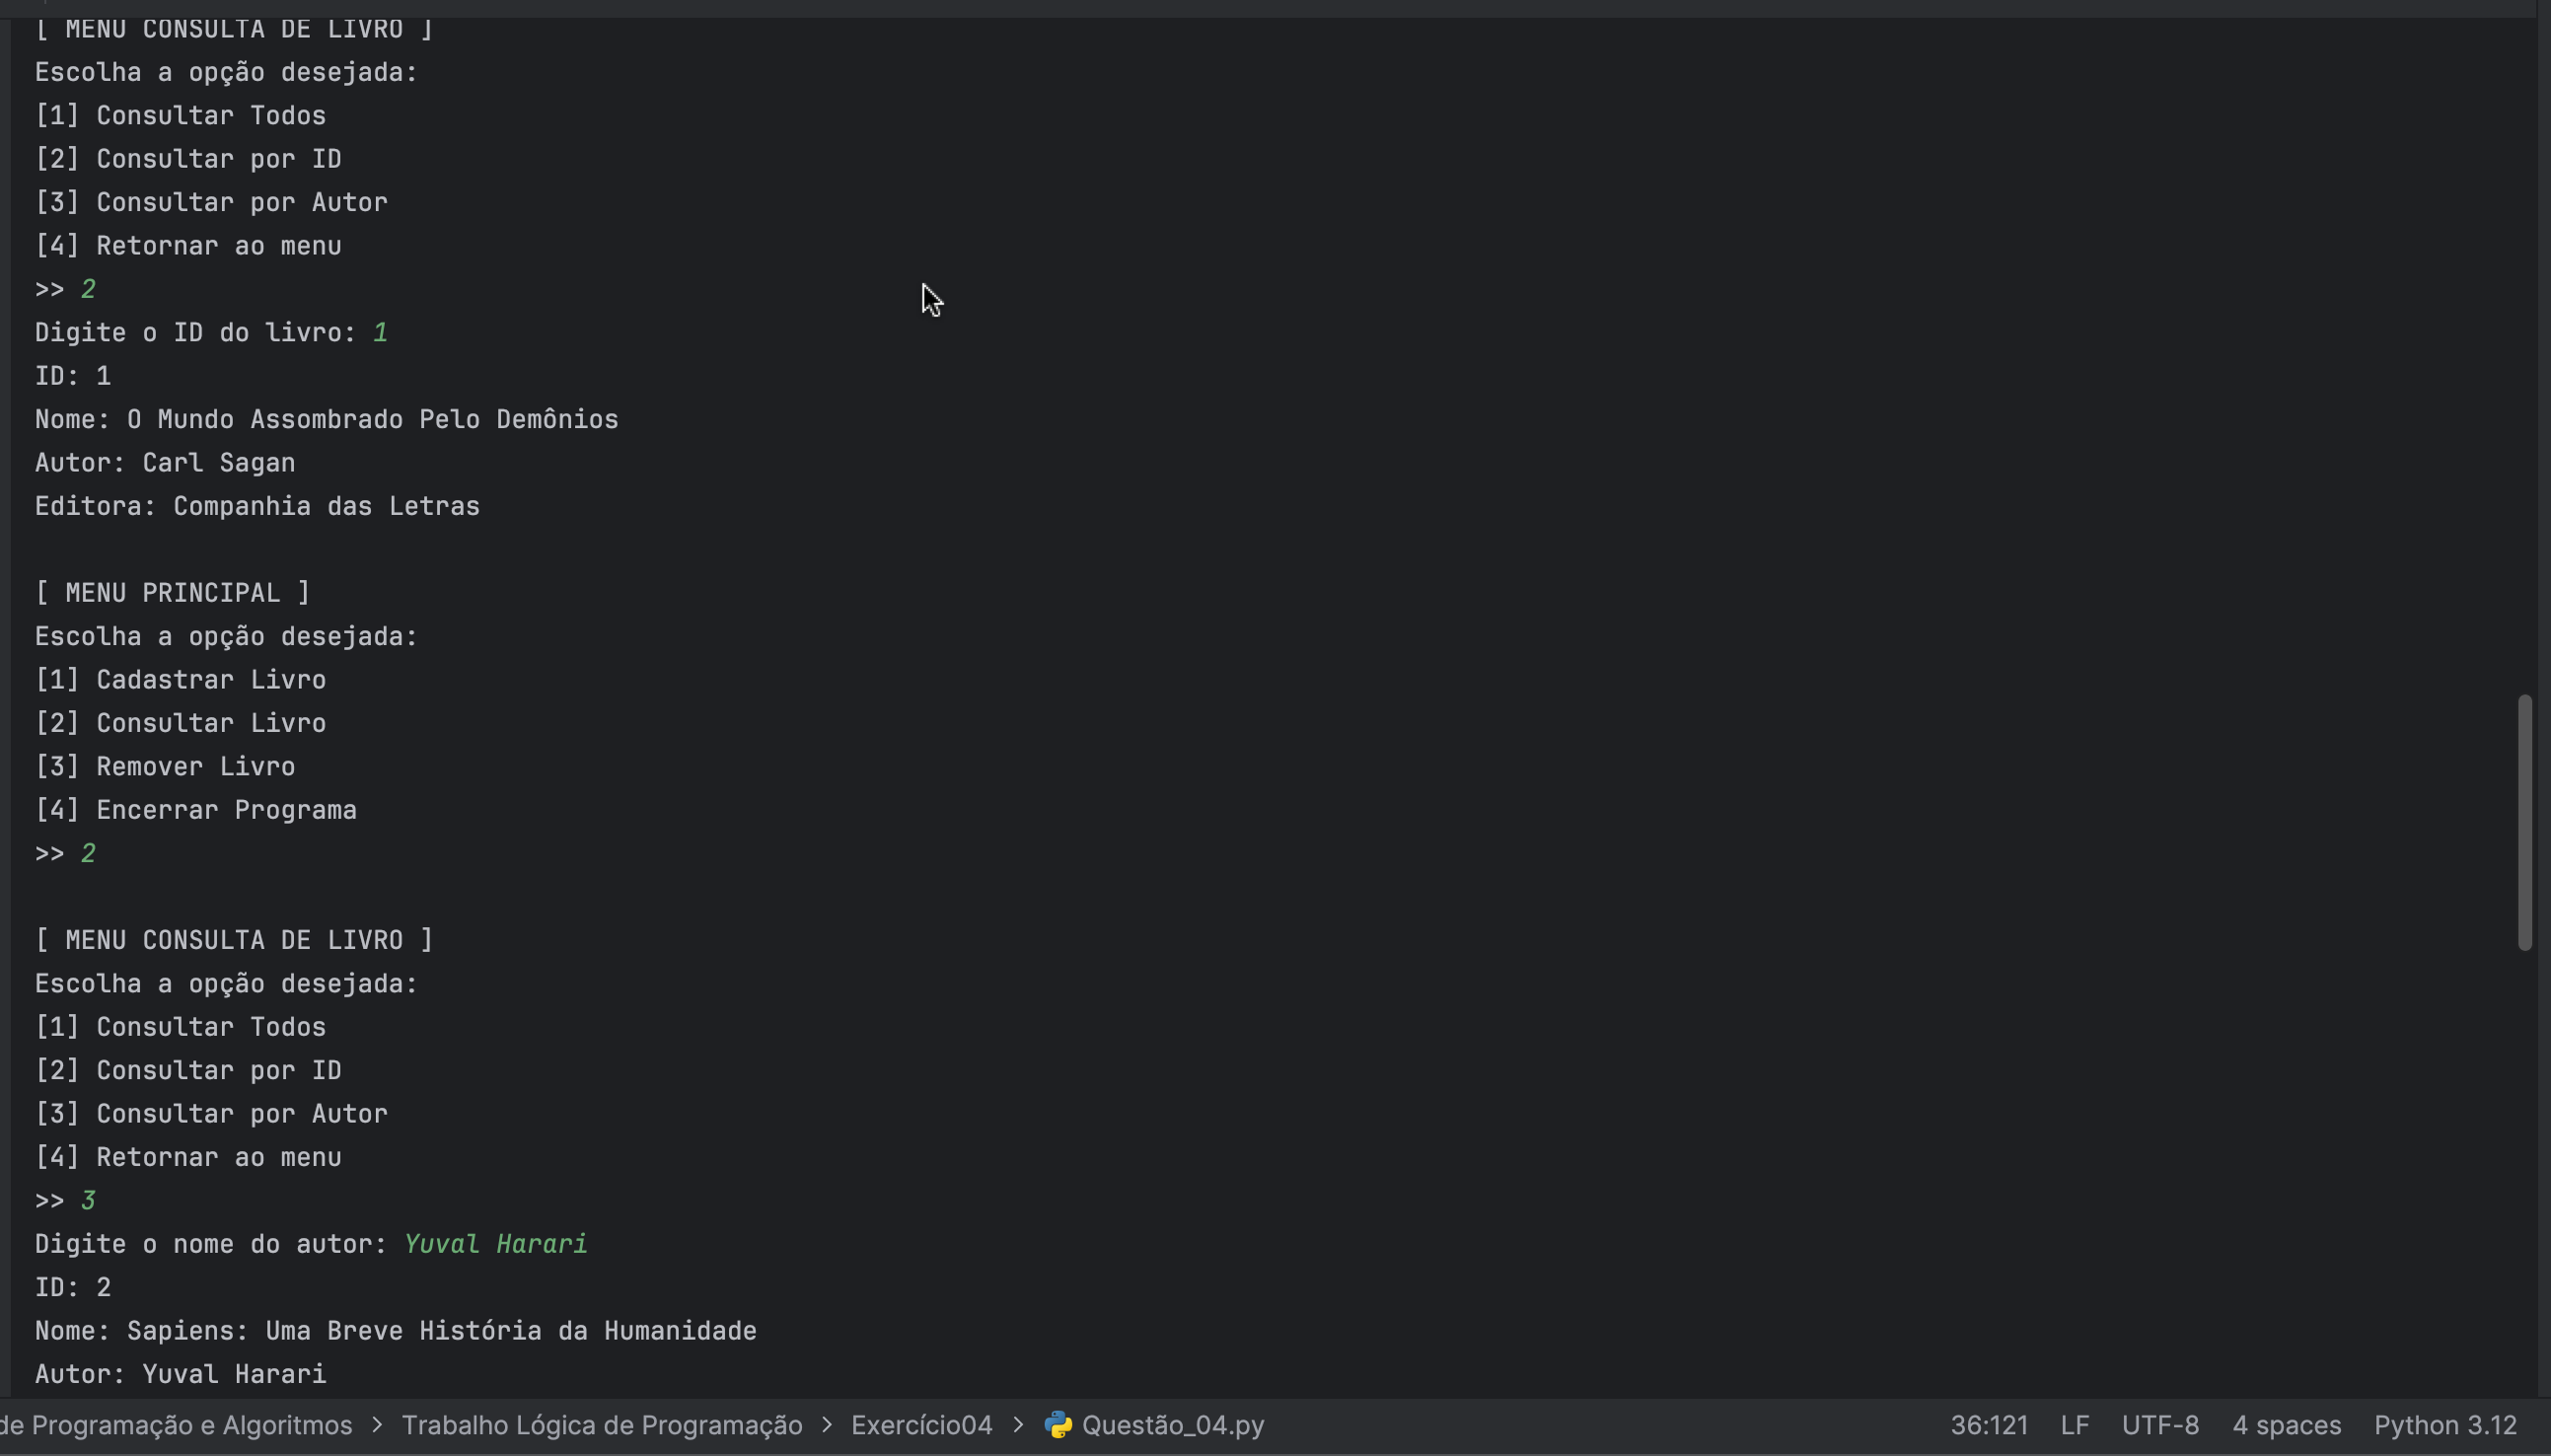 [ MENU CONSULTA DE LIVRO ]
Escolha a opção desejada:
[1] Consultar Todos
[2] Consultar por ID
[3] Consultar por Autor
[4] Retornar ao menu
>> 2
Digite o ID do livro: 1
ID: 1
Nome: O Mundo Assombrado Pelo Demônios
Autor: Carl Sagan
Editora: Companhia das Letras

[ MENU PRINCIPAL ]
Escolha a opção desejada:
[1] Cadastrar Livro
[2] Consultar Livro
[3] Remover Livro
[4] Encerrar Programa
>> 2

[ MENU CONSULTA DE LIVRO ]
Escolha a opção desejada:
[1] Consultar Todos
[2] Consultar por ID
[3] Consultar por Autor
[4] Retornar ao menu
>> 3
Digite o nome do autor: Yuval Harari
ID: 2
Nome: Sapiens: Uma Breve História da Humanidade
Autor: Yuval Harari
de Programação e Algoritmos > Trabalho Lógica de Programação > Exercício04 > Questão_04.py 36:121 LF UTF-8 4 spaces Python 3.12